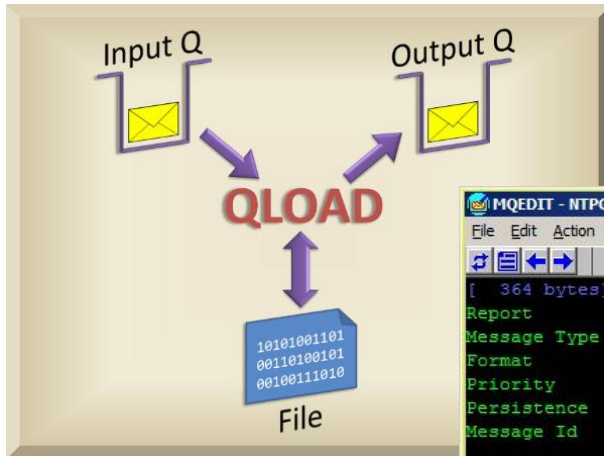 Input Q
Output Q
QLOAD
10101001101
00110100101
00100111010
File
MQEDIT - NTPO
File Edit Action
[ 364 bytes]
Report
Message Type
Format
Priority
Persistence
Message Id